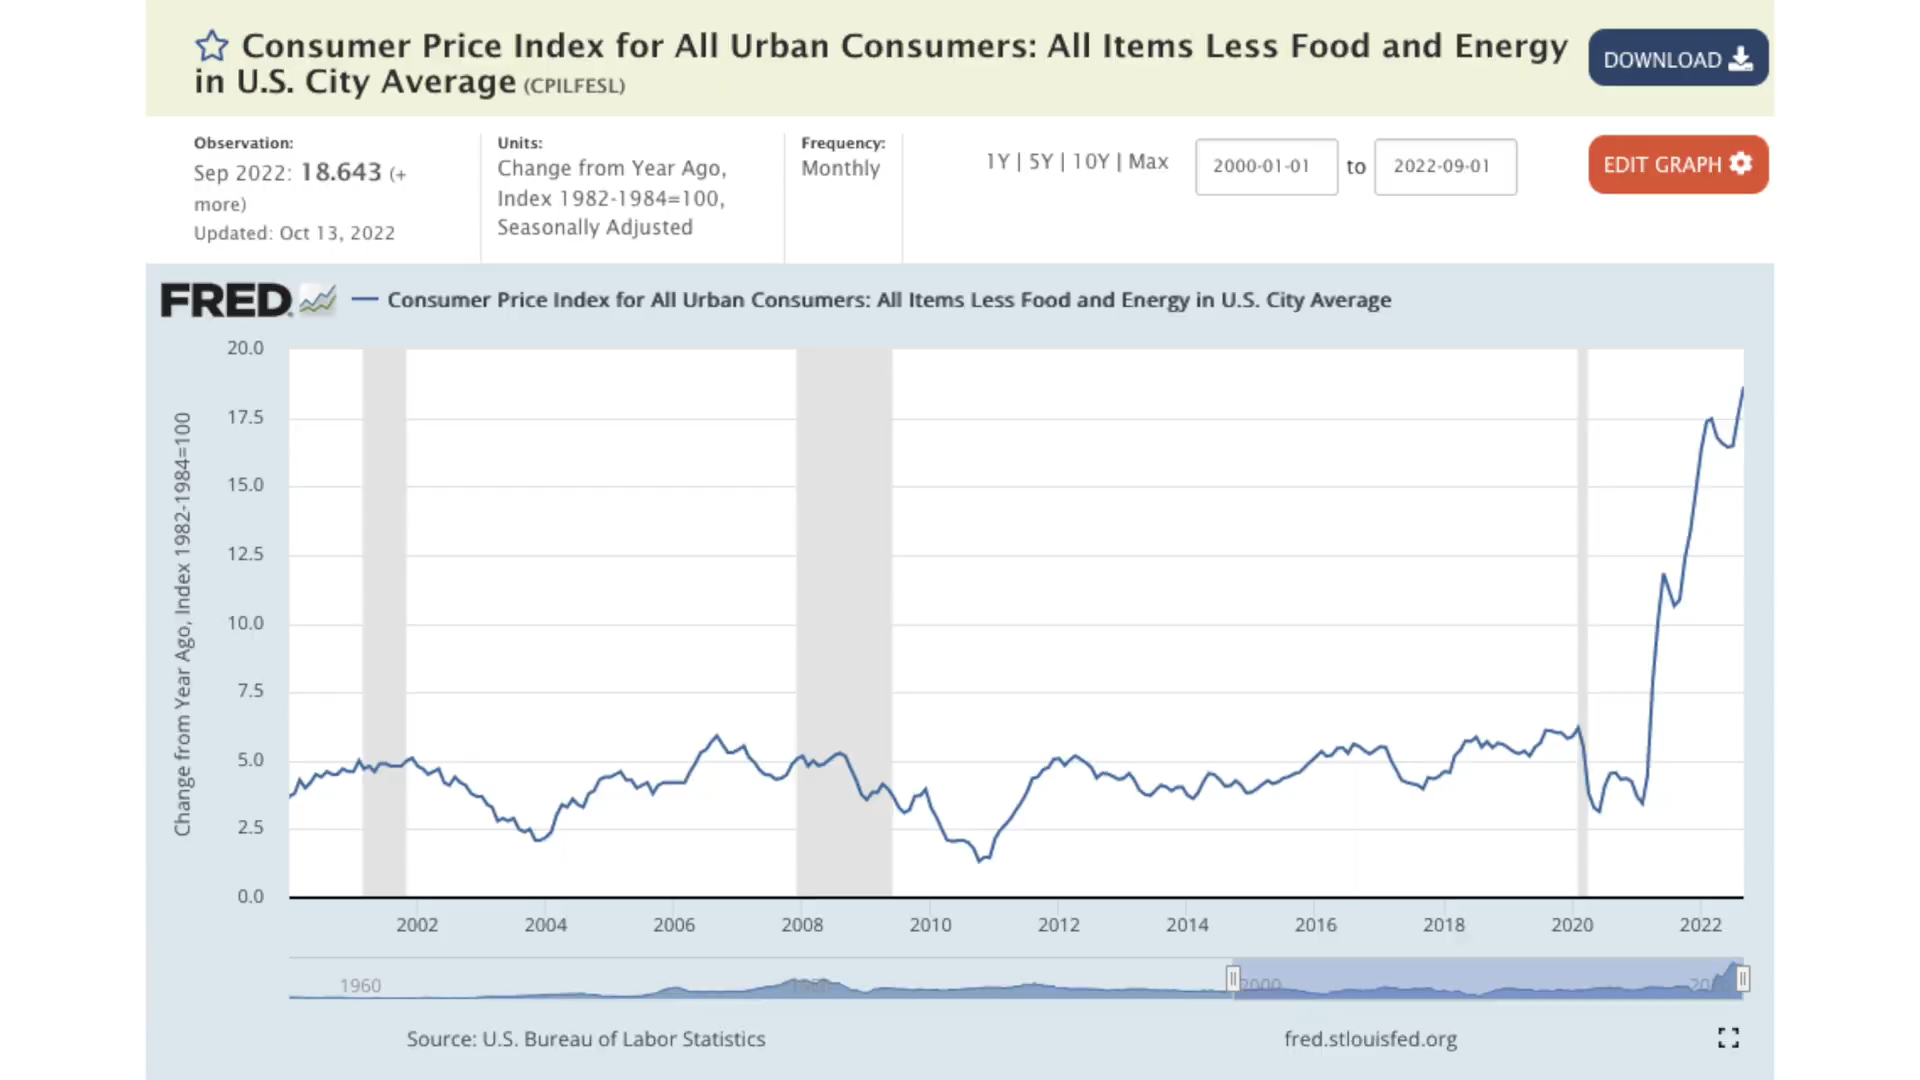 Consumer Price Index for All Urban Consumers: All Items Less Food and Energy
in U.S. City Average (CPILFESL)
DOWNLOAD
Observation:
Sep 2022: 18.643 (+
more)
Updated: Oct 13, 2022
Units:
Change from Year Ago,
Index 1982-1984=100,
Seasonally Adjusted
Frequency:
Monthly
1Y | 5Y | 10Y | Max
2000-01-01 to 2022-09-01
EDIT GRAPH
FRED
Consumer Price Index for All Urban Consumers: All Items Less Food and Energy in U.S. City Average
Change from Year Ago, Index 1982-1984=100
20.0
17.5
15.0
12.5
10.0
7.5
5.0
2.5
0.0
2002 2004 2006 2008 2010 2012 2014 2016 2018 2020 2022
1960 2000
Source: U.S. Bureau of Labor Statistics
fred.stlouisfed.org